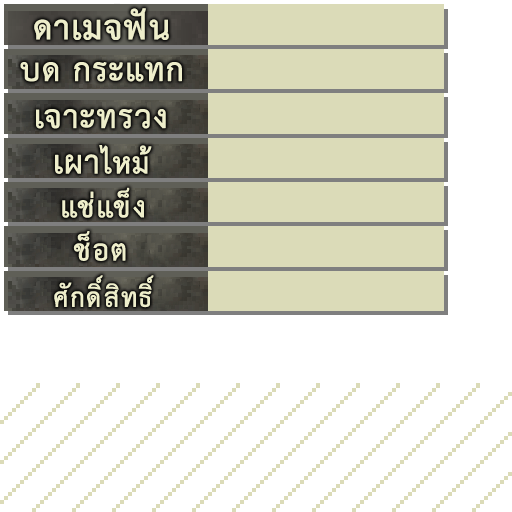 ดาเมจฟัน
บด กระแทก
เจาะทรวง
เผาไหม้
แช่แข็ง
ช็อต
ศักดิ์สิทธิ์